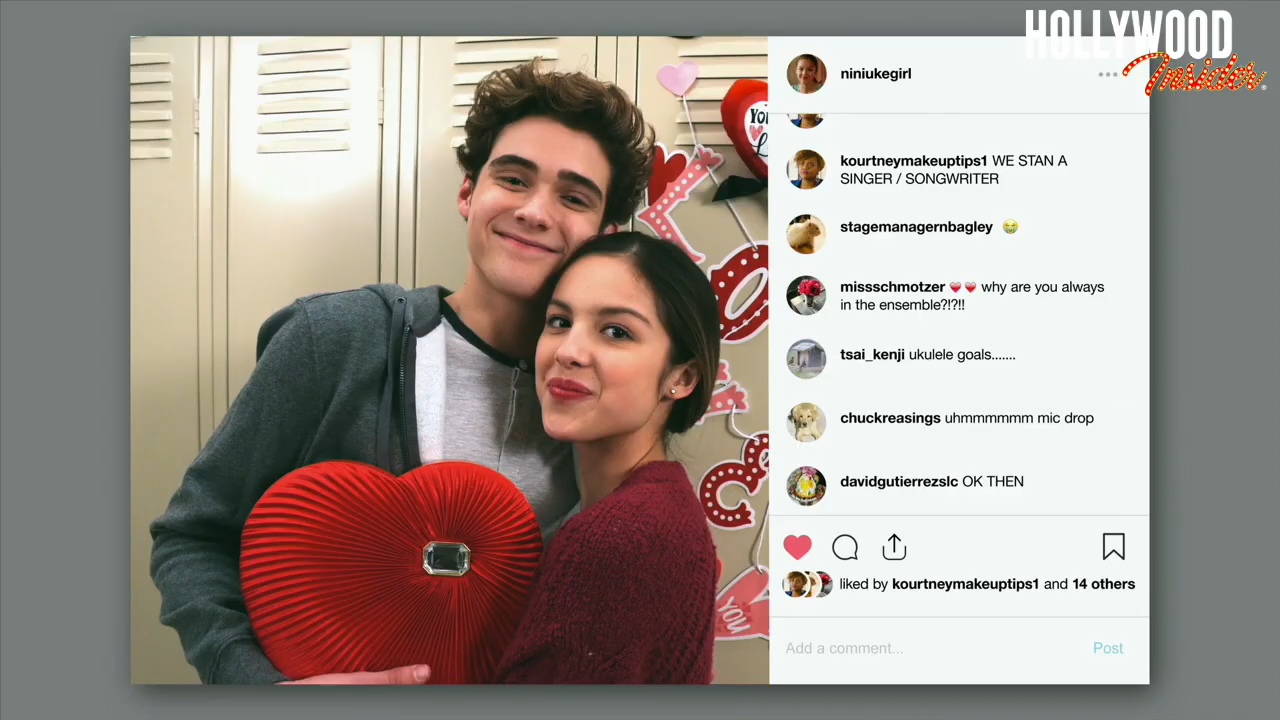 HOLLYWOOD
Insider
niniukegirl
kourtneymakeuptips1 WE STAN A
SINGER / SONGWRITER
stagemanagernbagley 😭
missschmotzer ❤️❤️ why are you always
in the ensemble?!?!!
tsai_kenji ukulele goals.......
chuckreasings uhmmmmmm mic drop
davidgutierrezslc OK THEN
liked by kourtneymakeuptips1 and 14 others
Add a comment...
Post
YOU